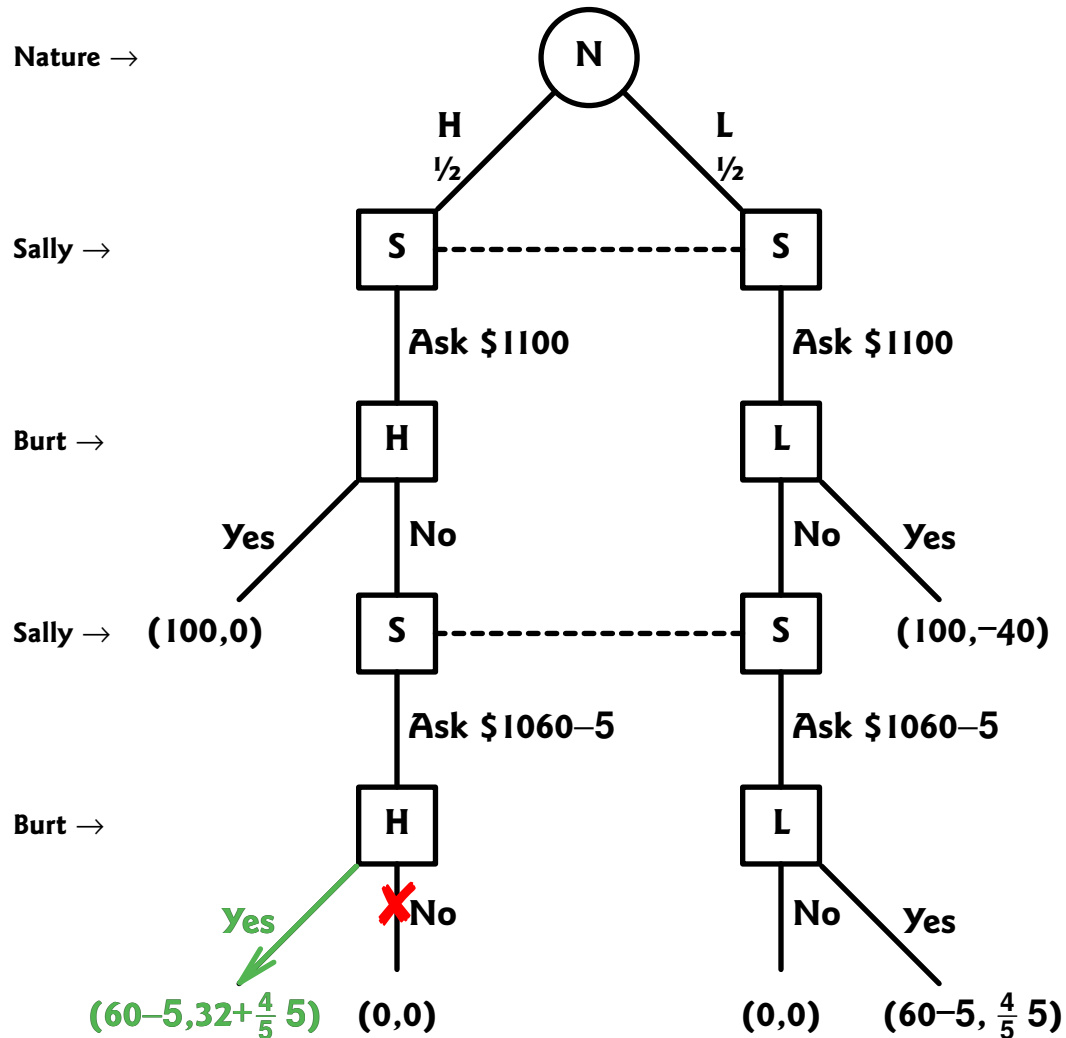 Nature → N
H L
½ ½
Sally → S S
Ask $1100 Ask $1100
Burt → H L
Yes No No Yes
(100,0) (100,−40)
Sally → S S
Ask $1060−5 Ask $1060−5
Burt → H L
Yes No No Yes
(60−5,32+4/5 5) (0,0) (0,0) (60−5, 4/5 5)